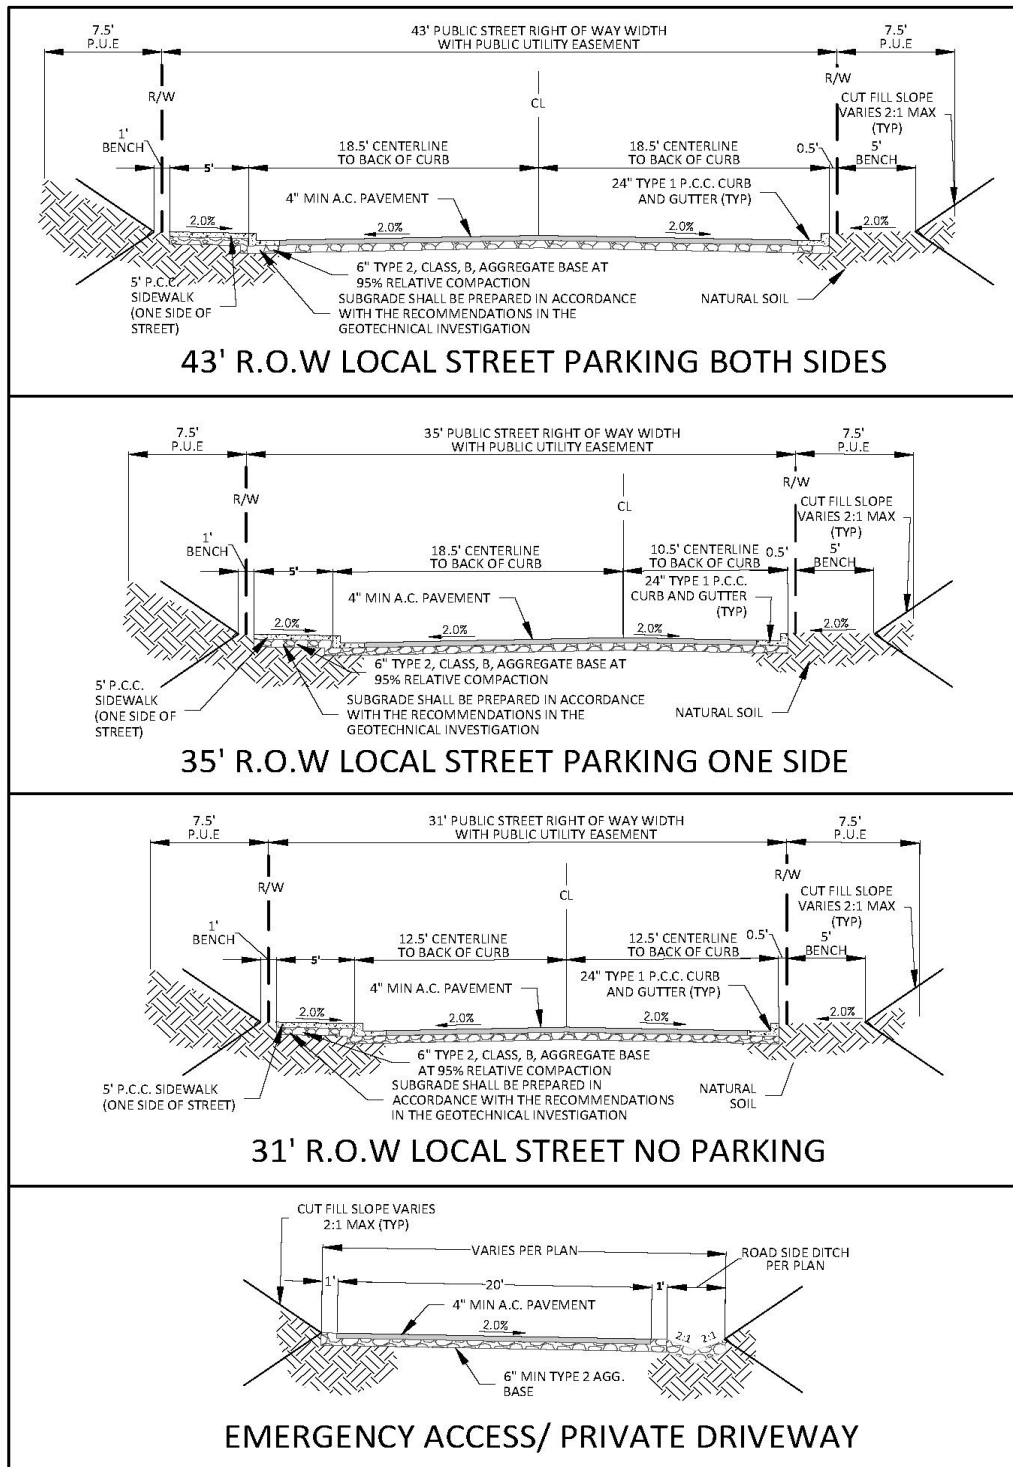 7.5'
P.U.E
43' PUBLIC STREET RIGHT OF WAY WIDTH
WITH PUBLIC UTILITY EASEMENT
7.5'
P.U.E
R/W
R/W
CL
CUT FILL SLOPE
VARIES 2:1 MAX
(TYP)
1'
BENCH
5'
18.5' CENTERLINE
TO BACK OF CURB
18.5' CENTERLINE
TO BACK OF CURB
0.5'
5'
BENCH
4" MIN A.C. PAVEMENT
24" TYPE 1 P.C.C. CURB
AND GUTTER (TYP)
2.0%
2.0%
2.0%
2.0%
5' P.C.C.
SIDEWALK
(ONE SIDE OF
STREET)
6" TYPE 2, CLASS, B, AGGREGATE BASE AT
95% RELATIVE COMPACTION
SUBGRADE SHALL BE PREPARED IN ACCORDANCE
WITH THE RECOMMENDATIONS IN THE
GEOTECHNICAL INVESTIGATION
NATURAL SOIL
43' R.O.W LOCAL STREET PARKING BOTH SIDES
7.5'
P.U.E
35' PUBLIC STREET RIGHT OF WAY WIDTH
WITH PUBLIC UTILITY EASEMENT
7.5'
P.U.E
R/W
R/W
CL
CUT FILL SLOPE
VARIES 2:1 MAX
(TYP)
1'
BENCH
5'
18.5' CENTERLINE
TO BACK OF CURB
10.5' CENTERLINE
TO BACK OF CURB
0.5'
5'
BENCH
4" MIN A.C. PAVEMENT
24" TYPE 1 P.C.C.
CURB AND GUTTER
(TYP)
2.0%
2.0%
2.0%
2.0%
5' P.C.C.
SIDEWALK
(ONE SIDE OF
STREET)
6" TYPE 2, CLASS, B, AGGREGATE BASE AT
95% RELATIVE COMPACTION
SUBGRADE SHALL BE PREPARED IN ACCORDANCE
WITH THE RECOMMENDATIONS IN THE
GEOTECHNICAL INVESTIGATION
NATURAL SOIL
35' R.O.W LOCAL STREET PARKING ONE SIDE
7.5'
P.U.E
31' PUBLIC STREET RIGHT OF WAY WIDTH
WITH PUBLIC UTILITY EASEMENT
7.5'
P.U.E
R/W
R/W
CL
CUT FILL SLOPE
VARIES 2:1 MAX
(TYP)
1'
BENCH
5'
12.5' CENTERLINE
TO BACK OF CURB
12.5' CENTERLINE
TO BACK OF CURB
0.5'
5'
BENCH
4" MIN A.C. PAVEMENT
24" TYPE 1 P.C.C. CURB
AND GUTTER (TYP)
2.0%
2.0%
2.0%
2.0%
5' P.C.C. SIDEWALK
(ONE SIDE OF STREET)
6" TYPE 2, CLASS, B, AGGREGATE BASE
AT 95% RELATIVE COMPACTION
SUBGRADE SHALL BE PREPARED IN
ACCORDANCE WITH THE RECOMMENDATIONS
IN THE GEOTECHNICAL INVESTIGATION
NATURAL
SOIL
31' R.O.W LOCAL STREET NO PARKING
CUT FILL SLOPE VARIES
2:1 MAX (TYP)
VARIES PER PLAN
ROAD SIDE DITCH
PER PLAN
1'
20'
1'
4" MIN A.C. PAVEMENT
2.0%
2:1
2:1
6" MIN TYPE 2 AGG.
BASE
EMERGENCY ACCESS/ PRIVATE DRIVEWAY